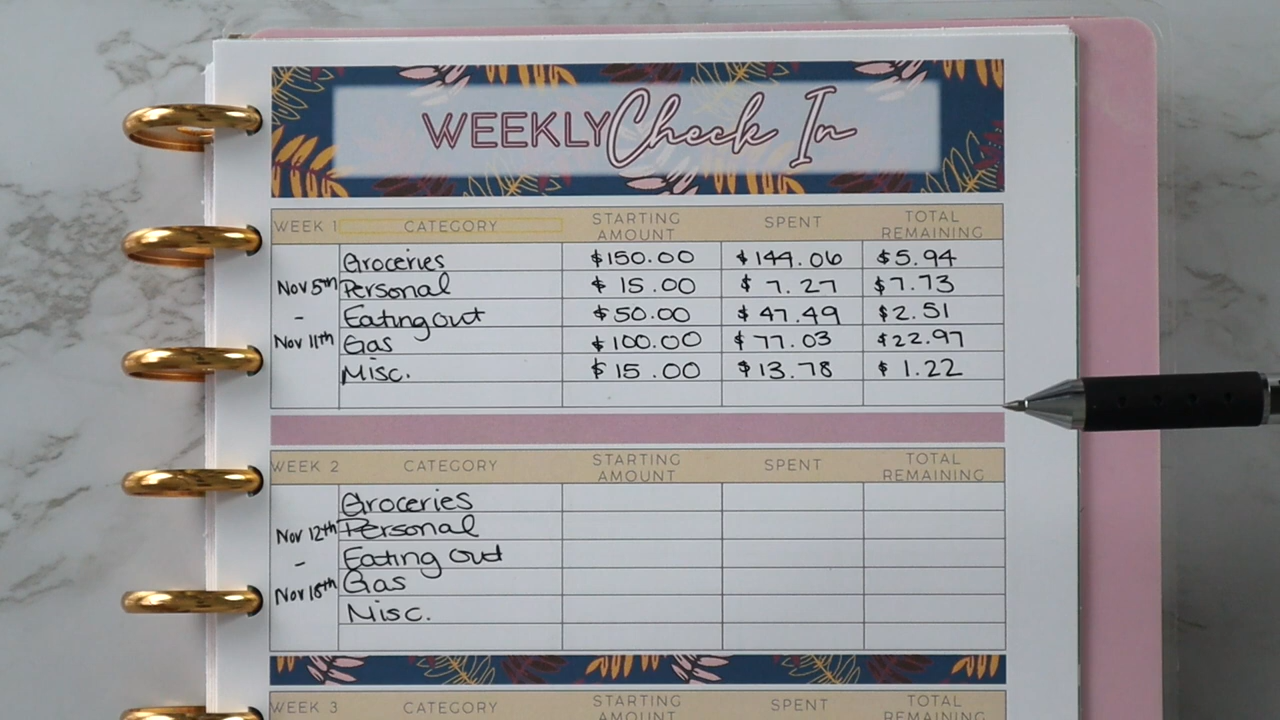 WEEKLY Check In
WEEK 1 CATEGORY STARTING AMOUNT SPENT TOTAL REMAINING
Nov 5th - Nov 11th
Groceries $150.00 $144.06 $5.94
Personal $ 15.00 $ 7.27 $7.73
Eating out $50.00 $47.49 $2.51
Gas $100.00 $77.03 $22.97
Misc. $15.00 $13.78 $1.22
WEEK 2 CATEGORY STARTING AMOUNT SPENT TOTAL REMAINING
Nov 12th - Nov 18th
Groceries
Personal
Eating Out
Gas
Misc.
WEEK 3 CATEGORY STARTING AMOUNT SPENT TOTAL REMAINING